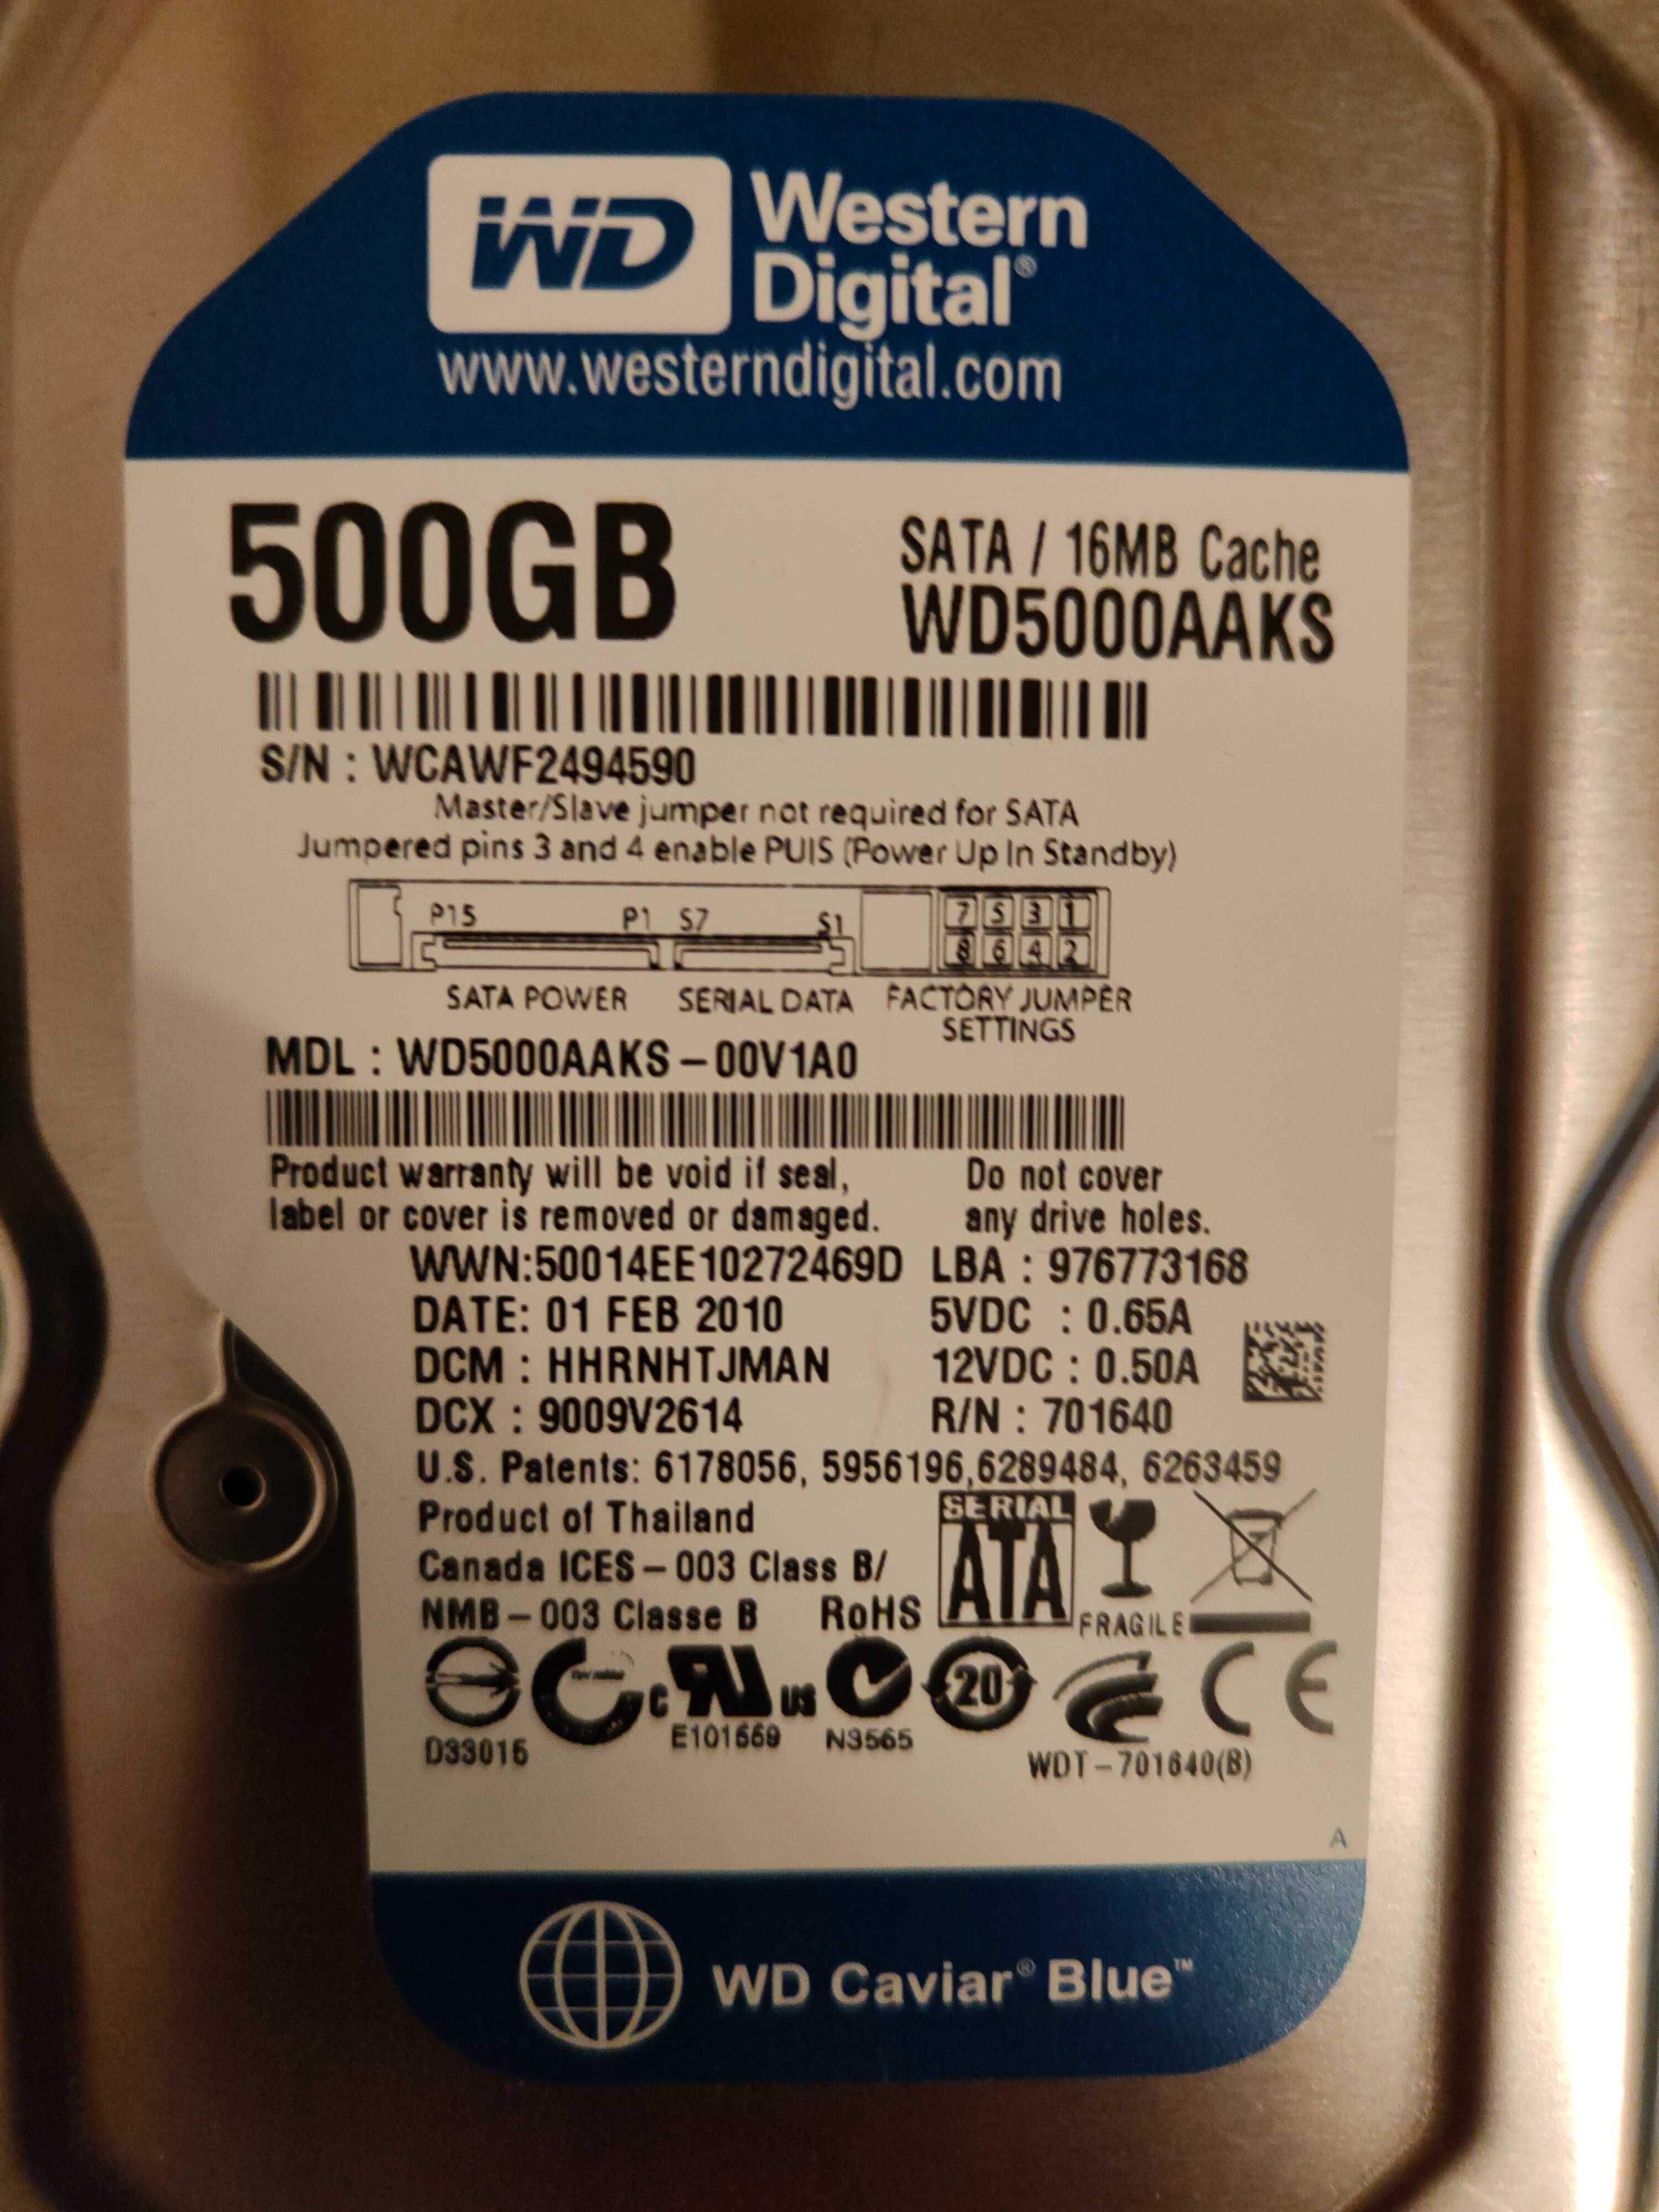 WD Western
Digital®
www.westerndigital.com
500GB
SATA / 16MB Cache
WD5000AAKS
S/N : WCAWF2494590
Master/Slave jumper not required for SATA
Jumpered pins 3 and 4 enable PUIS (Power Up In Standby)
P15 P1 S7 S1 7 5 3 1
8 6 4 2
SATA POWER SERIAL DATA FACTORY JUMPER
SETTINGS
MDL : WD5000AAKS – 00V1A0
Product warranty will be void if seal,
label or cover is removed or damaged.
Do not cover
any drive holes.
WWN:50014EE10272469D LBA : 976773168
DATE: 01 FEB 2010 5VDC : 0.65A
DCM : HHRNHTJMAN 12VDC : 0.50A
DCX : 9009V2614 R/N : 701640
U.S. Patents: 6178056, 5956196,6289484, 6263459
Product of Thailand
Canada ICES – 003 Class B/
NMB – 003 Classe B RoHS
SERIAL
ATA
FRAGILE
C US 20 CE
D33015 E101559 N3565
WDT – 701640(B)
A
WD Caviar® Blue™